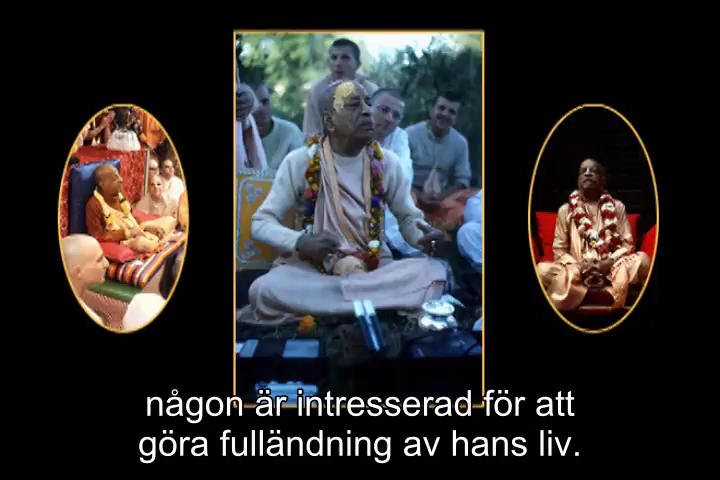 någon är intresserad för att
göra fulländning av hans liv.